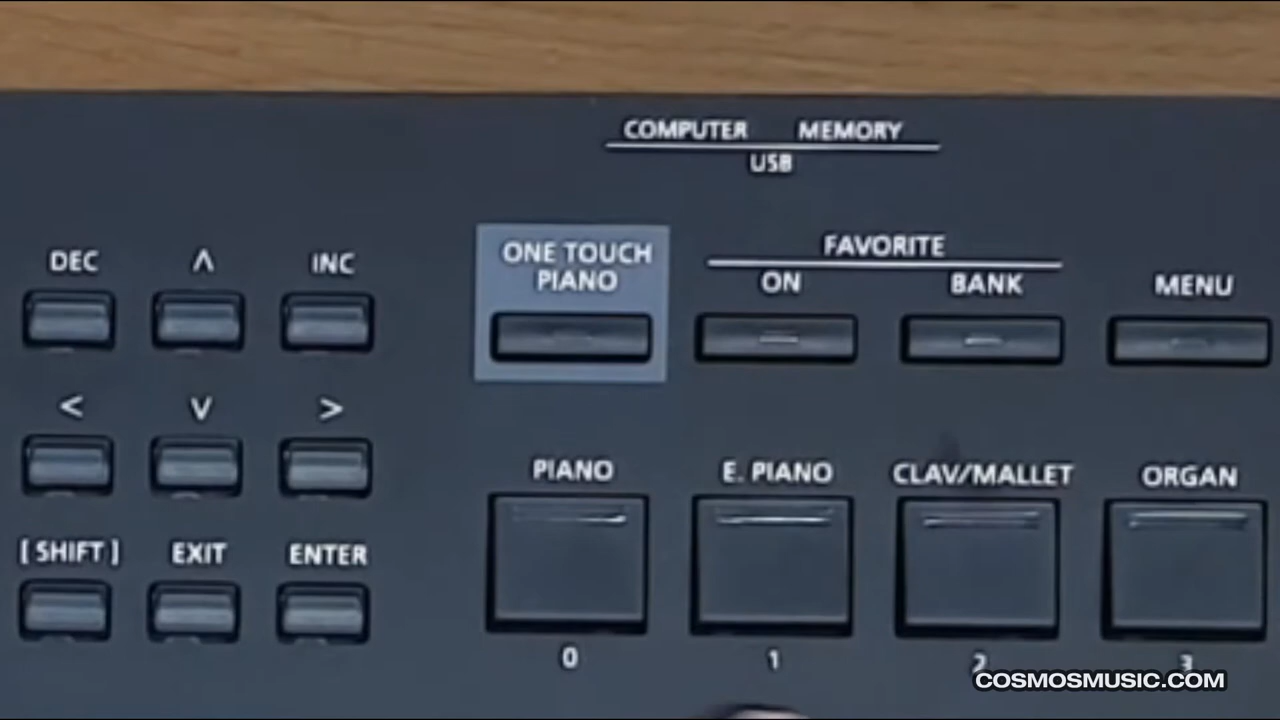 COMPUTER MEMORY
USB
DEC ∧ INC
ONE TOUCH
PIANO
FAVORITE
ON BANK MENU
< ∨ >
PIANO E. PIANO CLAV/MALLET ORGAN
[ SHIFT ] EXIT ENTER
0 1 2 3
COSMOSMUSIC.COM